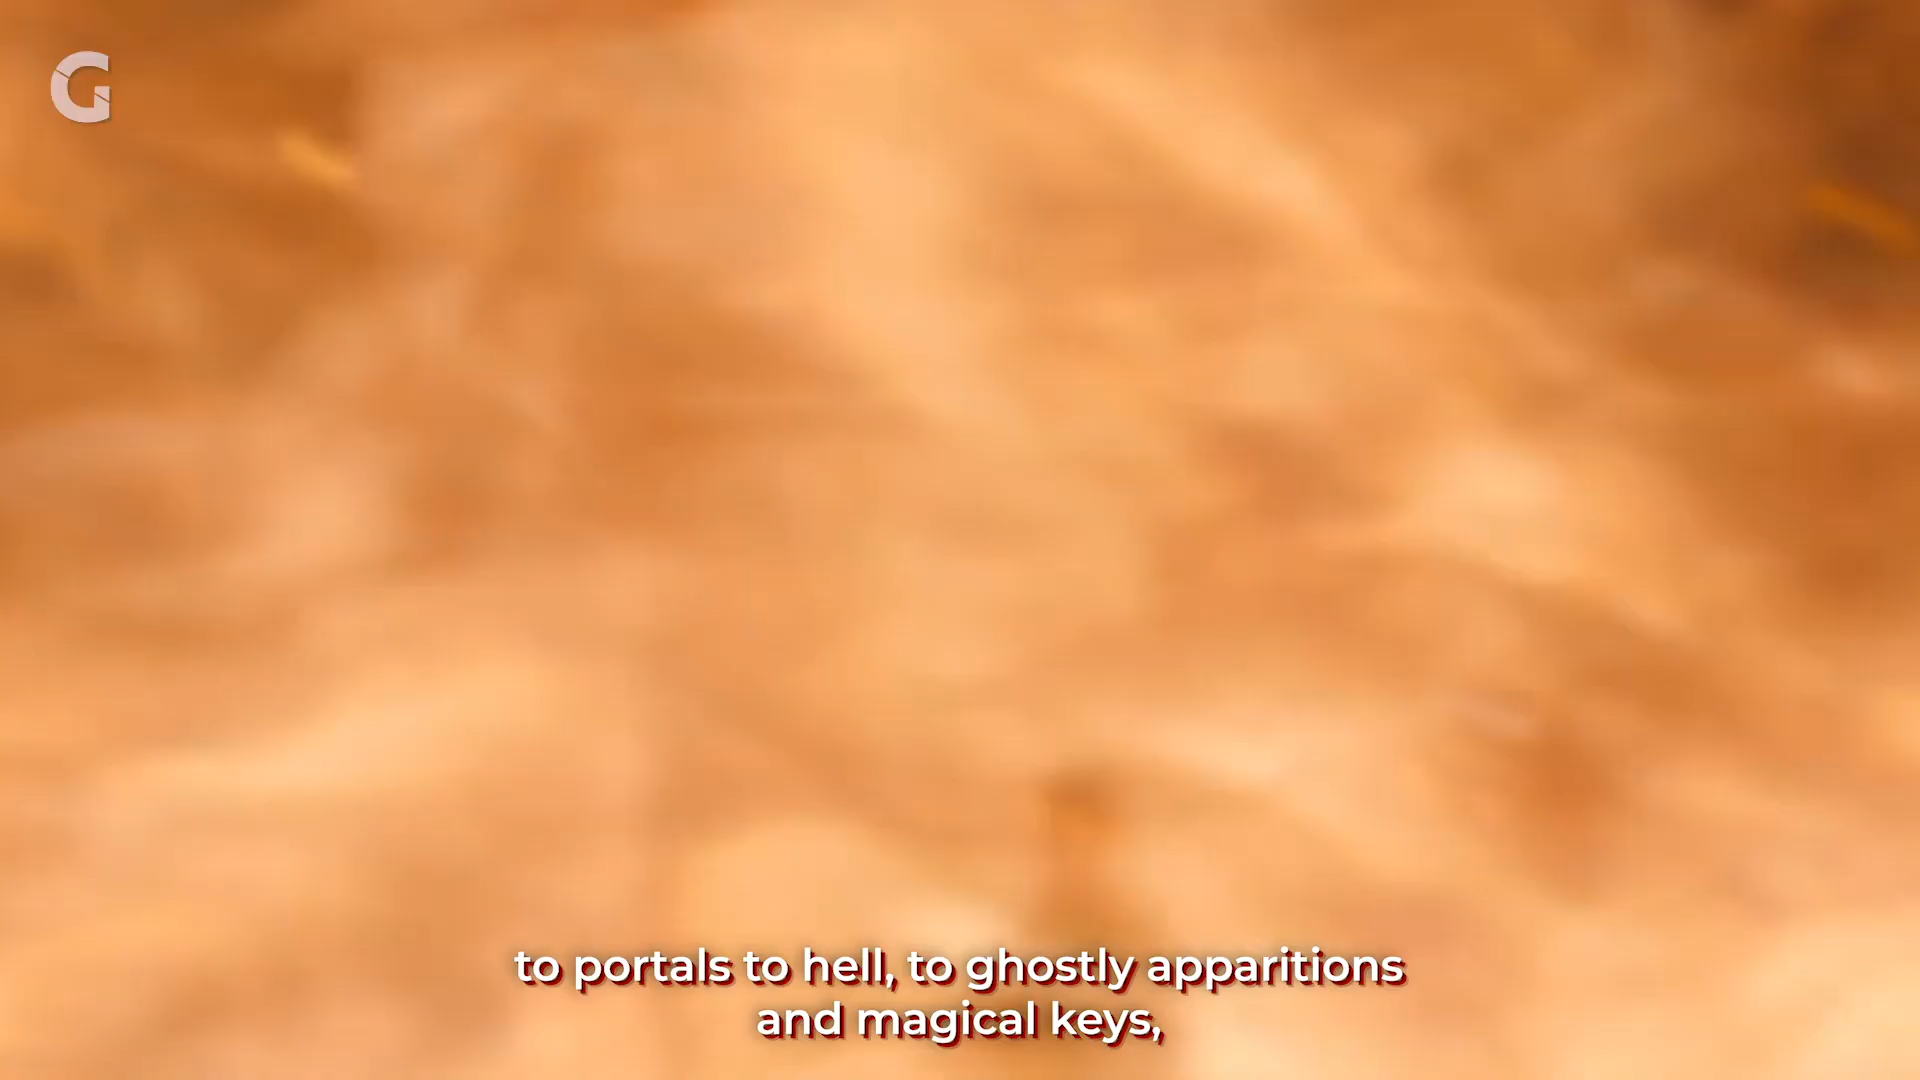 G
to portals to hell, to ghostly apparitions
and magical keys,